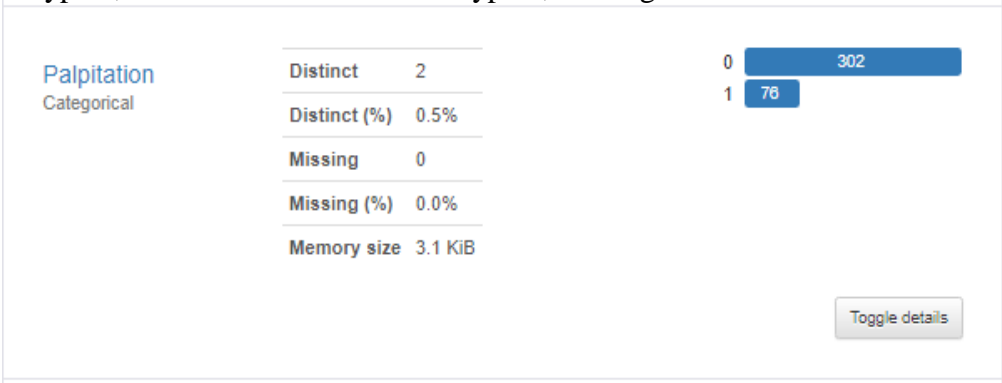 Palpitation
Categorical
Distinct 2
Distinct (%) 0.5%
Missing 0
Missing (%) 0.0%
Memory size 3.1 KiB
0 302
1 76
Toggle details